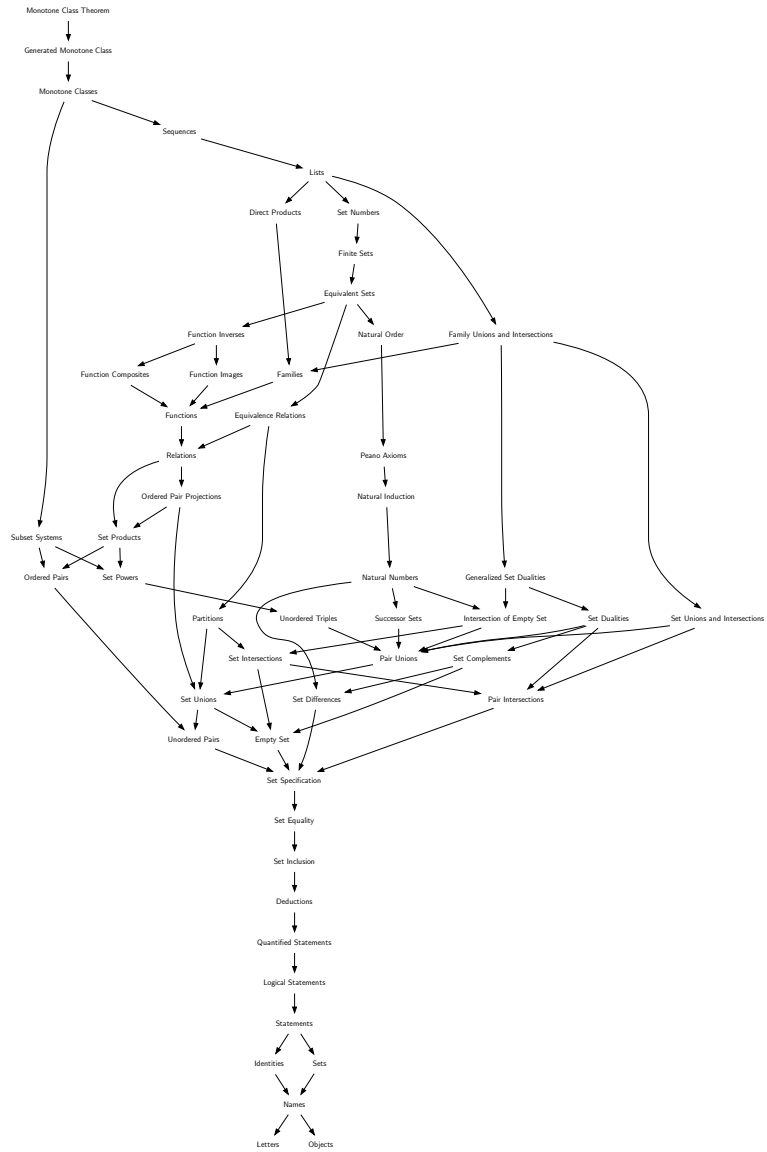 Monotone Class Theorem
Generated Monotone Class
Monotone Classes
Sequences
Lists
Direct Products
Set Numbers
Finite Sets
Equivalent Sets
Function Inverses
Natural Order
Family Unions and Intersections
Function Composites
Function Images
Families
Functions
Equivalence Relations
Relations
Peano Axioms
Ordered Pair Projections
Natural Induction
Subset Systems
Set Products
Ordered Pairs
Set Powers
Natural Numbers
Generalized Set Dualities
Partitions
Unordered Triples
Successor Sets
Intersection of Empty Set
Set Dualities
Set Unions and Intersections
Set Intersections
Pair Unions
Set Complements
Set Unions
Set Differences
Pair Intersections
Unordered Pairs
Empty Set
Set Specification
Set Equality
Set Inclusion
Deductions
Quantified Statements
Logical Statements
Statements
Identities
Sets
Names
Letters
Objects